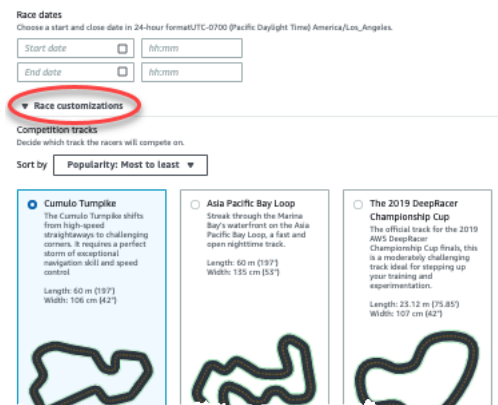 Race dates
Choose a start and close date in 24-hour formatUTC-0700 (Pacific Daylight Time) America/Los_Angeles.
Start date
hh:mm
End date
hh:mm
Race customizations
Competition tracks
Decide which track the racers will compete on.
Sort by
Popularity: Most to least
Cumulo Turnpike
The Cumulo Turnpike shifts
from high-speed
straightaways to challenging
corners. It requires a perfect
storm of exceptional
navigation skill and speed
control
Length: 60 m (197')
Width: 106 cm (42")
Asia Pacific Bay Loop
Streak through the Marina
Bay's waterfront on the Asia
Pacific Bay Loop, a fast and
open nighttime track.
Length: 60 m (197')
Width: 135 cm (53")
The 2019 DeepRacer
Championship Cup
The official track for the 2019
AWS DeepRacer
Championship Cup finals, this
is a moderately challenging
track ideal for stepping up
your training and
experimentation.
Length: 23.12 m (75.85')
Width: 107 cm (42")